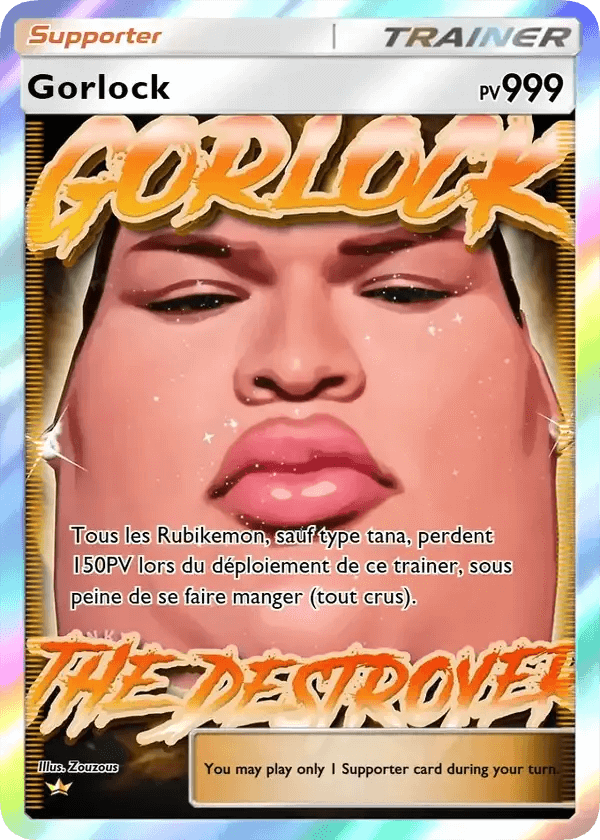 Supporter
TRAINER
Gorlock
PV999
GORLOCK
Tous les Rubikemon, sauf type tana, perdent
150PV lors du déploiement de ce trainer, sous
peine de se faire manger (tout crus).
THE DESTROYER
Illus. Zouzous
You may play only 1 Supporter card during your turn.